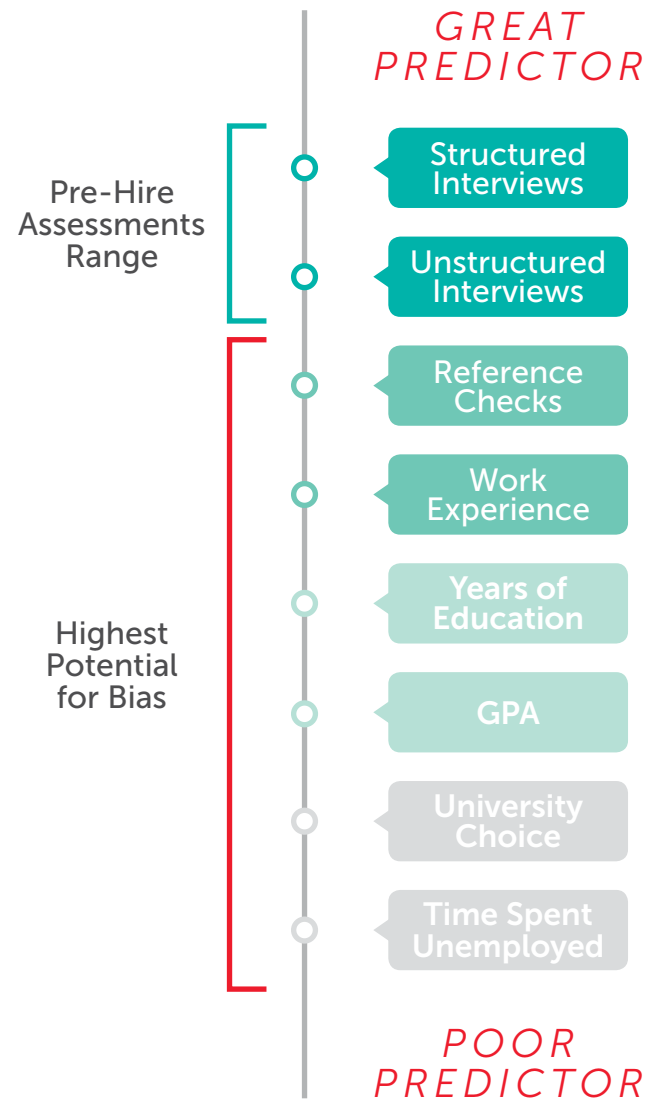 GREAT
PREDICTOR
Pre-Hire
Assessments
Range
Structured
Interviews
Unstructured
Interviews
Reference
Checks
Work
Experience
Highest
Potential
for Bias
Years of
Education
GPA
University
Choice
Time Spent
Unemployed
POOR
PREDICTOR